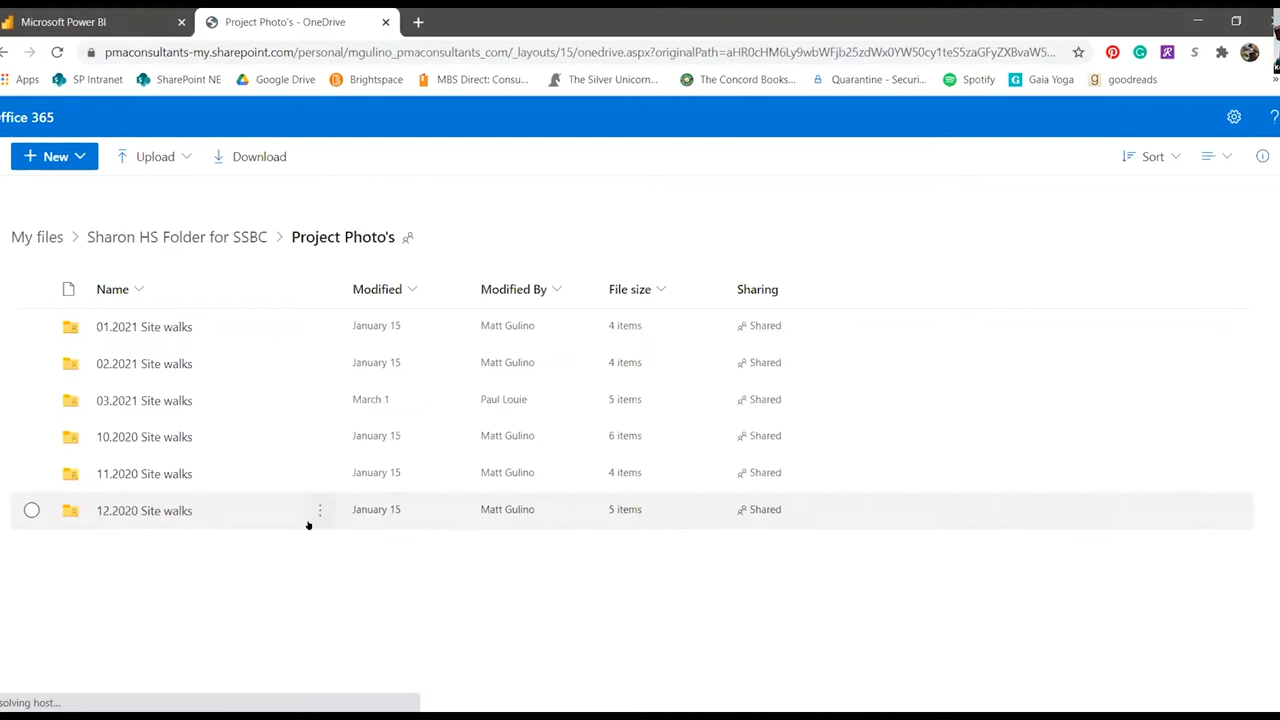 Microsoft Power BI
Project Photo's - OneDrive
pmaconsultants-my.sharepoint.com/personal/mgulino_pmaconsultants_com/_layouts/15/onedrive.aspx?originalPath=aHR0cHM6Ly9wbWFjb25zdWx0YW50cy1teS5zaGFyZXBvaW5...
Apps SP Intranet SharePoint NE Google Drive Brightspace MBS Direct: Consu... The Silver Unicorn... The Concord Books... Quarantine - Securi... Spotify Gaia Yoga goodreads
ffice 365
New Upload Download Sort
My files > Sharon HS Folder for SSBC > Project Photo's
Name Modified Modified By File size Sharing
01.2021 Site walks January 15 Matt Gulino 4 items Shared
02.2021 Site walks January 15 Matt Gulino 4 items Shared
03.2021 Site walks March 1 Paul Louie 5 items Shared
10.2020 Site walks January 15 Matt Gulino 6 items Shared
11.2020 Site walks January 15 Matt Gulino 4 items Shared
12.2020 Site walks January 15 Matt Gulino 5 items Shared
solving host...